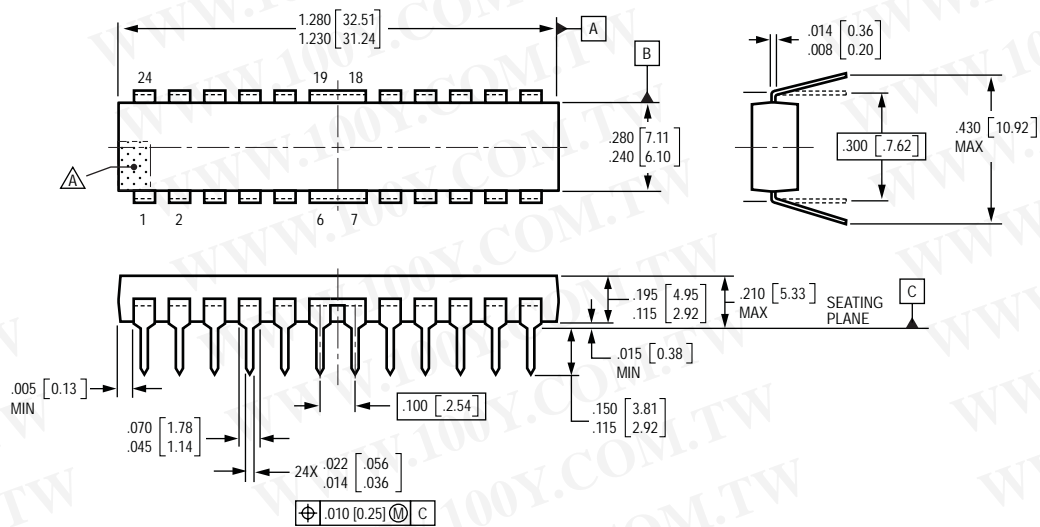 1.280 [32.51]
1.230 [31.24]
A
B
.014 [0.36]
.008 [0.20]
24 19 18
.280 [7.11]
.240 [6.10]
.300 [.7.62]
.430 [10.92]
MAX
A
1 2 6 7
.195 [4.95]
.115 [2.92]
.210 [5.33]
MAX
SEATING
PLANE
C
.015 [0.38]
MIN
.005 [0.13]
MIN
.100 [.2.54]
.150 [3.81]
.115 [2.92]
.070 [1.78]
.045 [1.14]
24X .022 [.056]
.014 [.036]
⌖ .010 [0.25] Ⓜ C
WWW.100Y.COM.TW